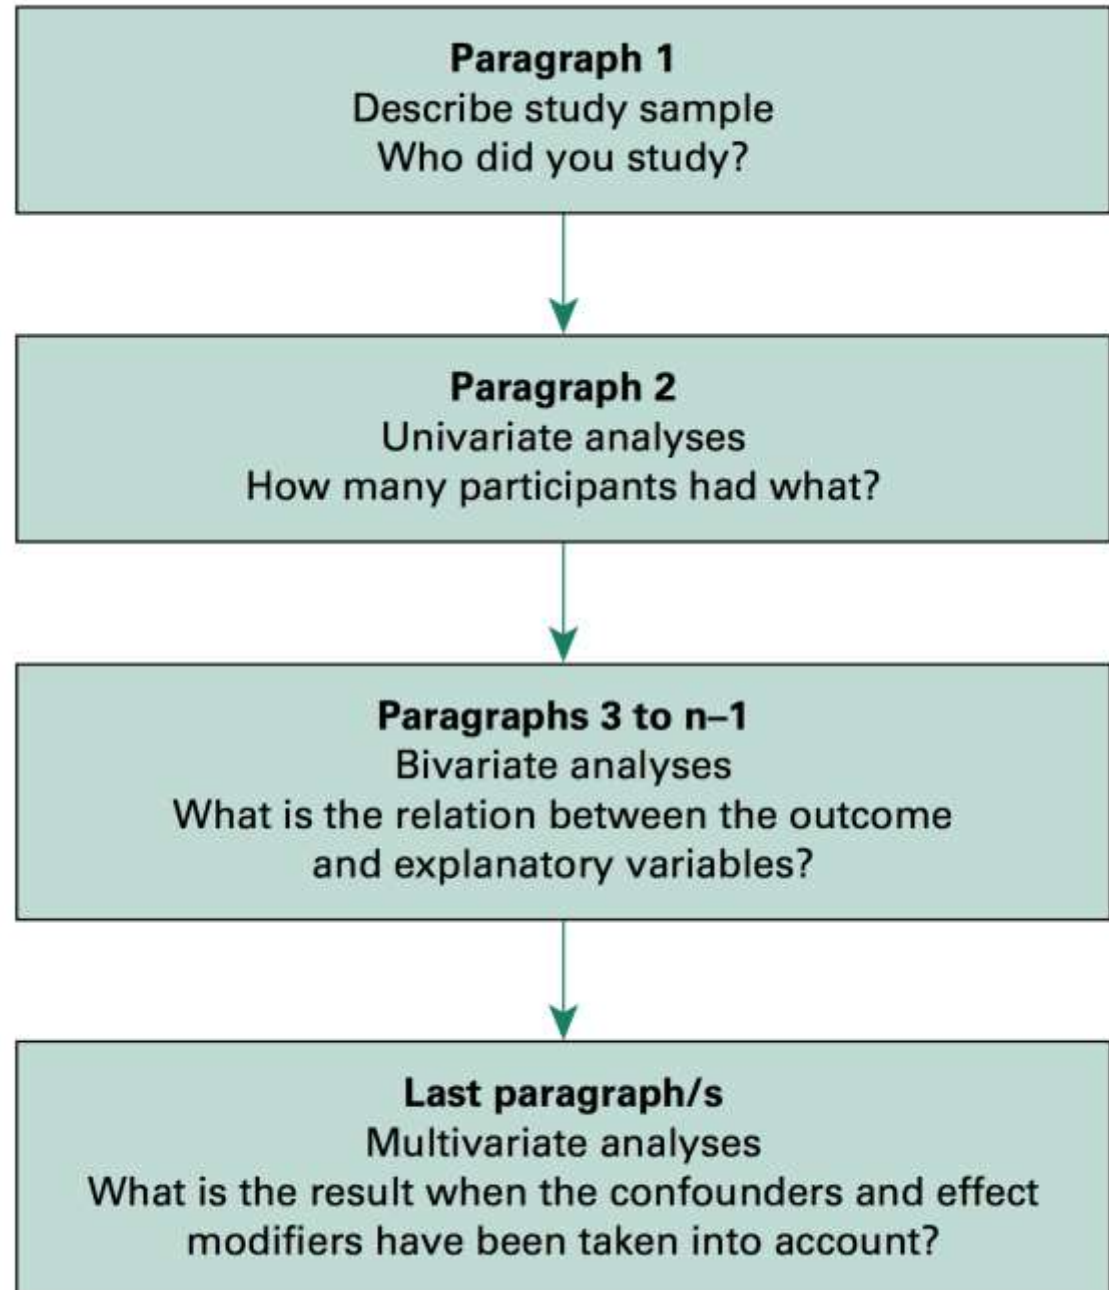 Paragraph 1
Describe study sample
Who did you study?
Paragraph 2
Univariate analyses
How many participants had what?
Paragraphs 3 to n–1
Bivariate analyses
What is the relation between the outcome
and explanatory variables?
Last paragraph/s
Multivariate analyses
What is the result when the confounders and effect
modifiers have been taken into account?